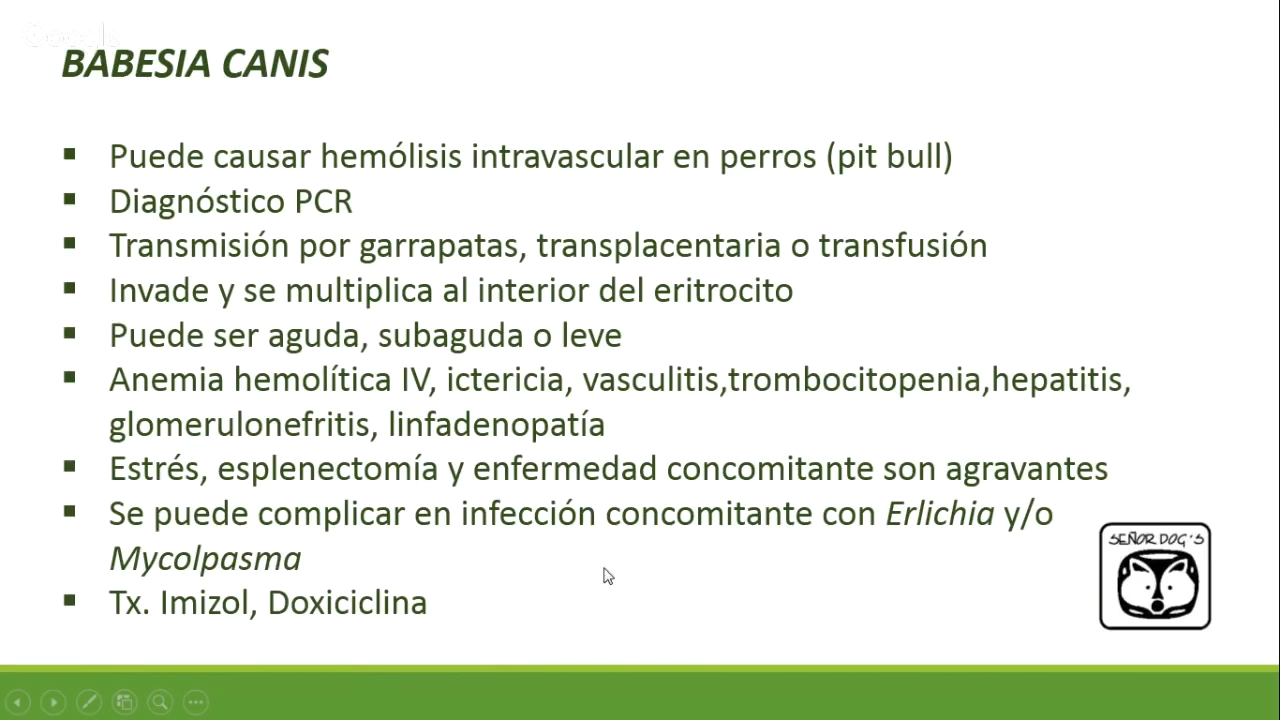 BABESIA CANIS
▪ Puede causar hemólisis intravascular en perros (pit bull)
▪ Diagnóstico PCR
▪ Transmisión por garrapatas, transplacentaria o transfusión
▪ Invade y se multiplica al interior del eritrocito
▪ Puede ser aguda, subaguda o leve
▪ Anemia hemolítica IV, ictericia, vasculitis,trombocitopenia,hepatitis,
glomerulonefritis, linfadenopatía
▪ Estrés, esplenectomía y enfermedad concomitante son agravantes
▪ Se puede complicar en infección concomitante con Erlichia y/o
Mycolpasma
▪ Tx. Imizol, Doxiciclina
SEÑOR DOG'S